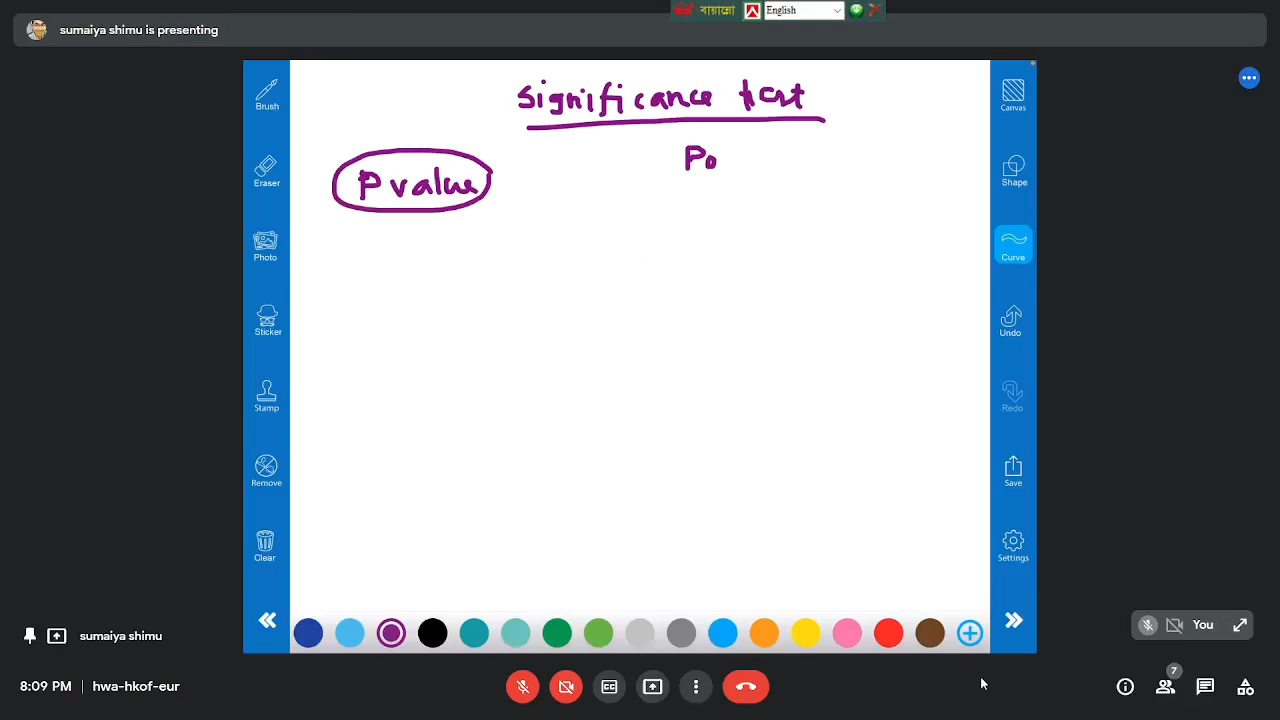 বায়ান্নো English
sumaiya shimu is presenting
Significance test
P value
Po
Brush
Eraser
Photo
Sticker
Stamp
Remove
Clear
Canvas
Shape
Curve
Undo
Redo
Save
Settings
sumaiya shimu
You
8:09 PM | hwa-hkof-eur
7